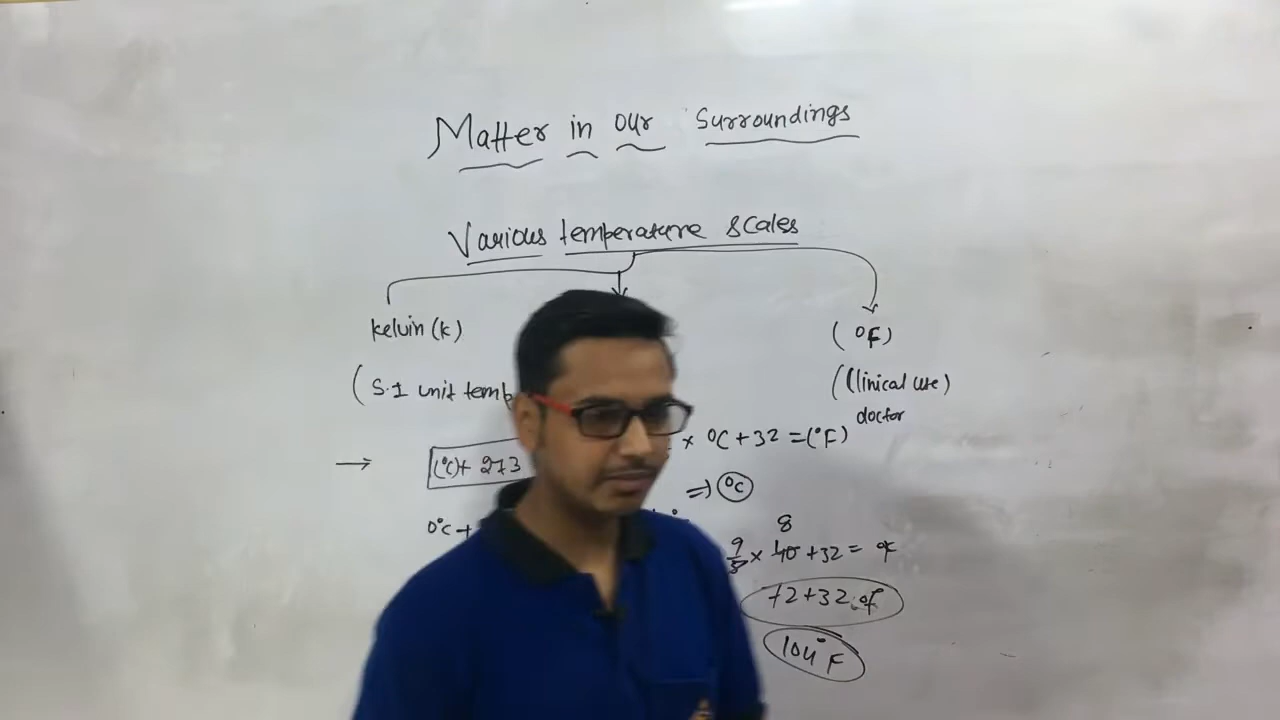 Matter in our Surroundings
Various temperature scales
kelvin (k)
(°F)
(S.I unit temp
(Clinical use)
doctor
× °C + 32 = (°F)
→ (°C)+ 273
=) °C
0°C +
8
9/5 × 40 + 32 = °F
72+32 °F
104°F